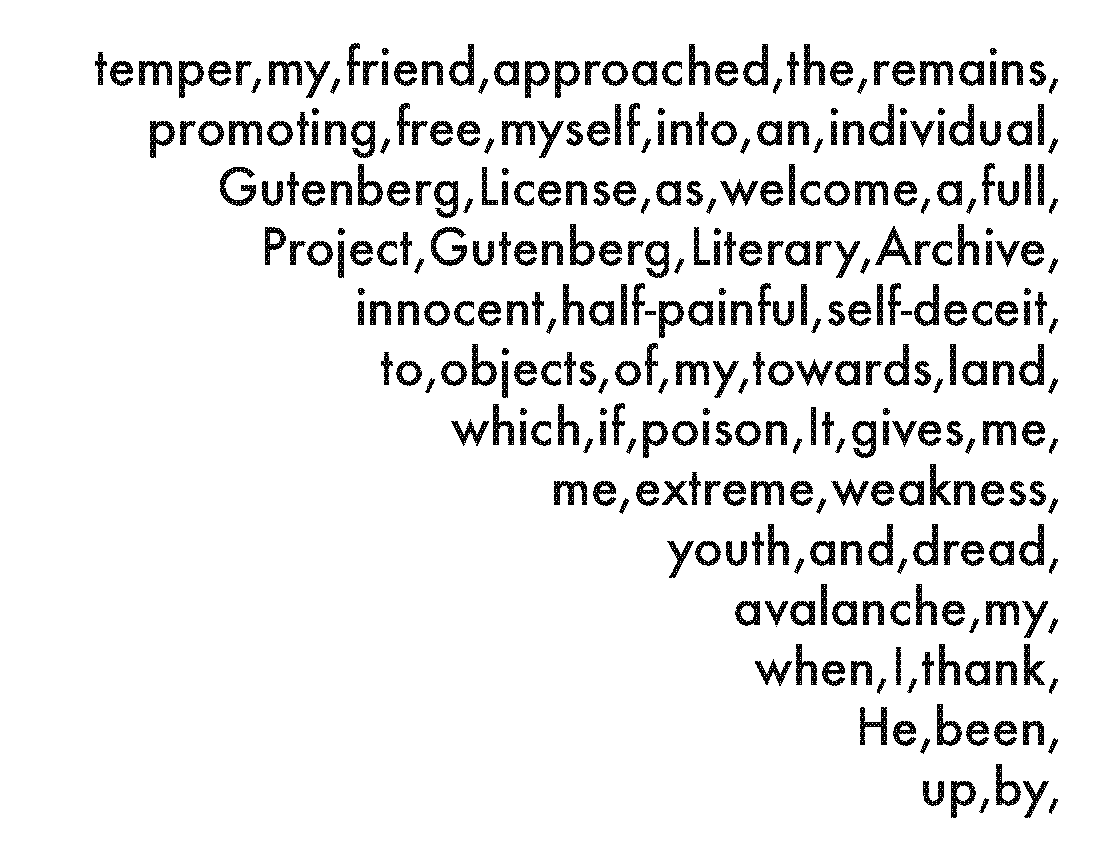 temper,my,friend,approached,the,remains,
promoting,free,myself,into,an,individual,
Gutenberg,License,as,welcome,a,full,
Project,Gutenberg,Literary,Archive,
innocent,half-painful,self-deceit,
to,objects,of,my,towards,land,
which,if,poison,It,gives,me,
me,extreme,weakness,
youth,and,dread,
avalanche,my,
when,I,thank,
He,been,
up,by,